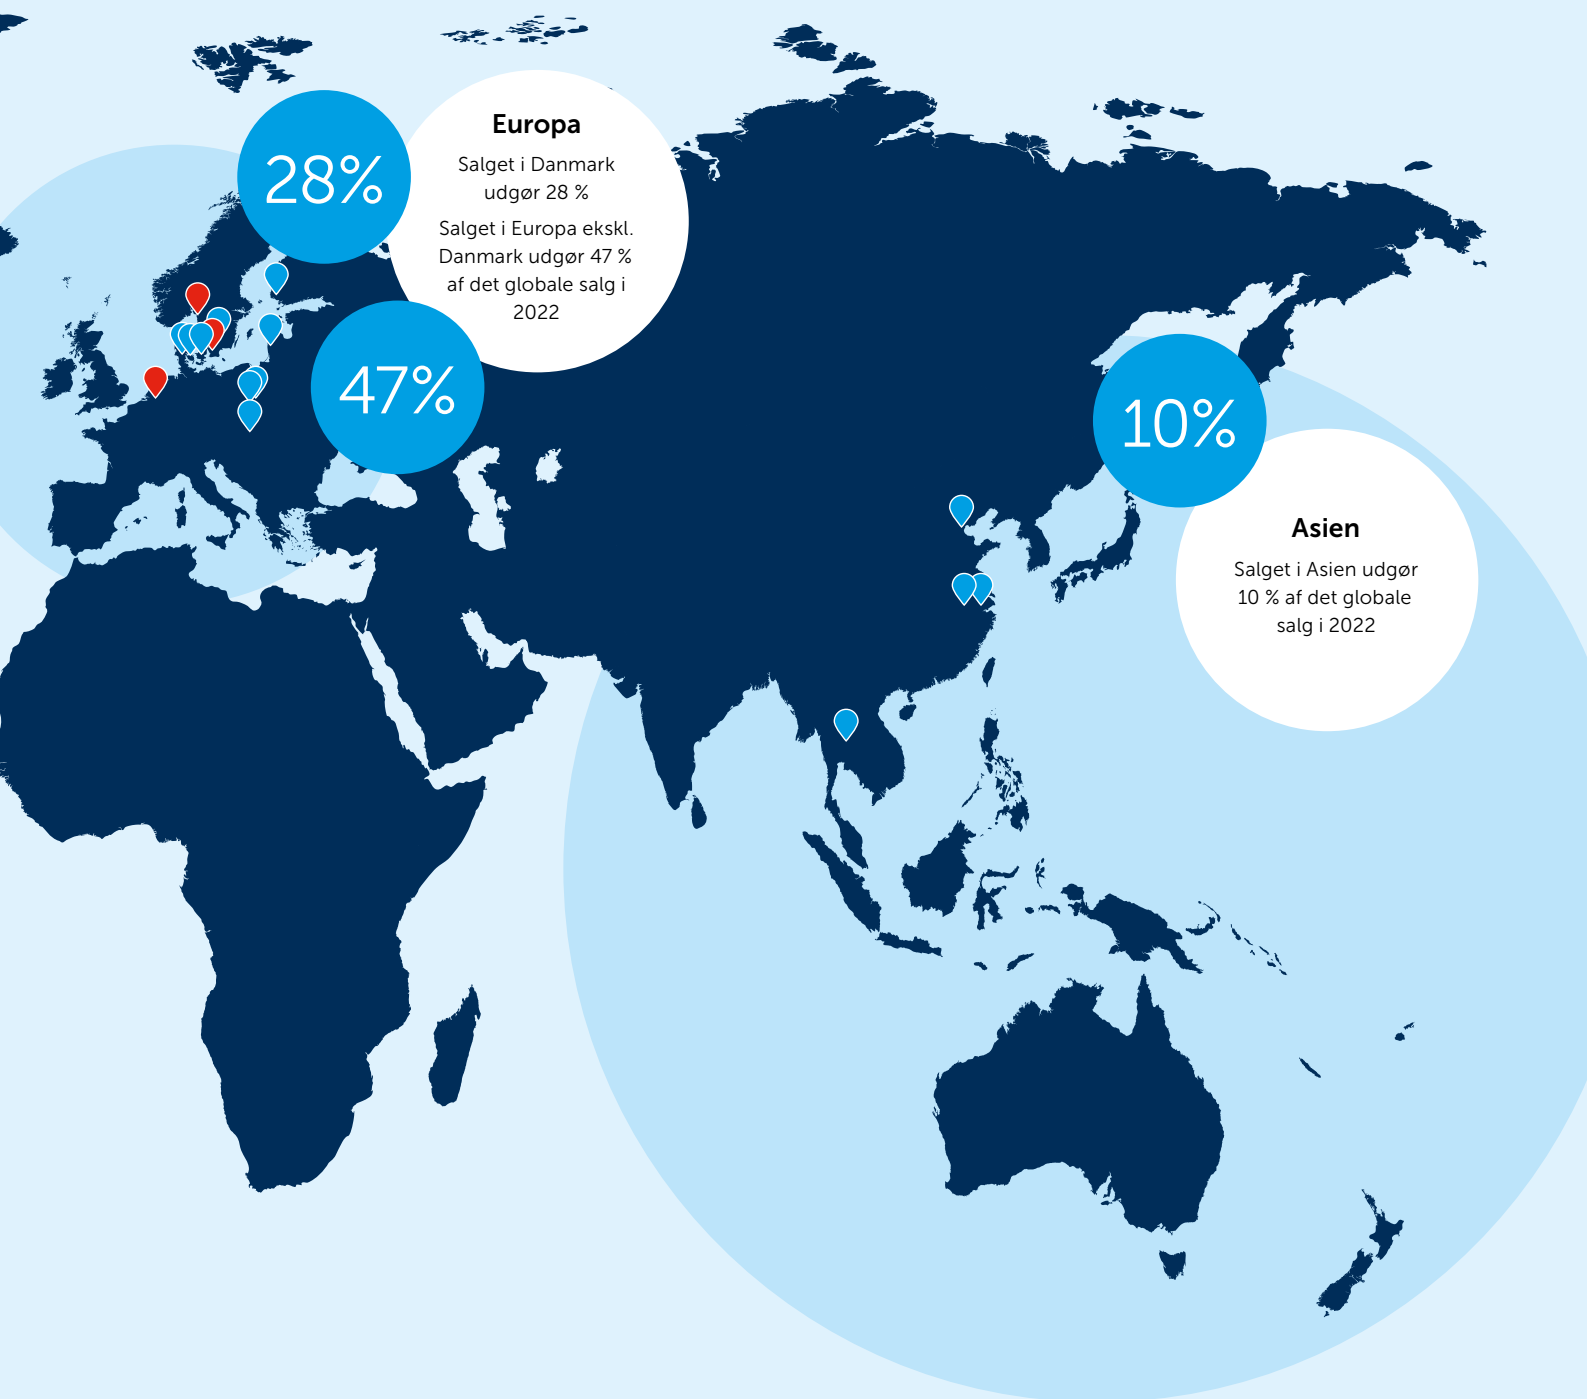 28%
Europa
Salget i Danmark
udgør 28 %
Salget i Europa ekskl.
Danmark udgør 47 %
af det globale salg i
2022
47%
10%
Asien
Salget i Asien udgør
10 % af det globale
salg i 2022